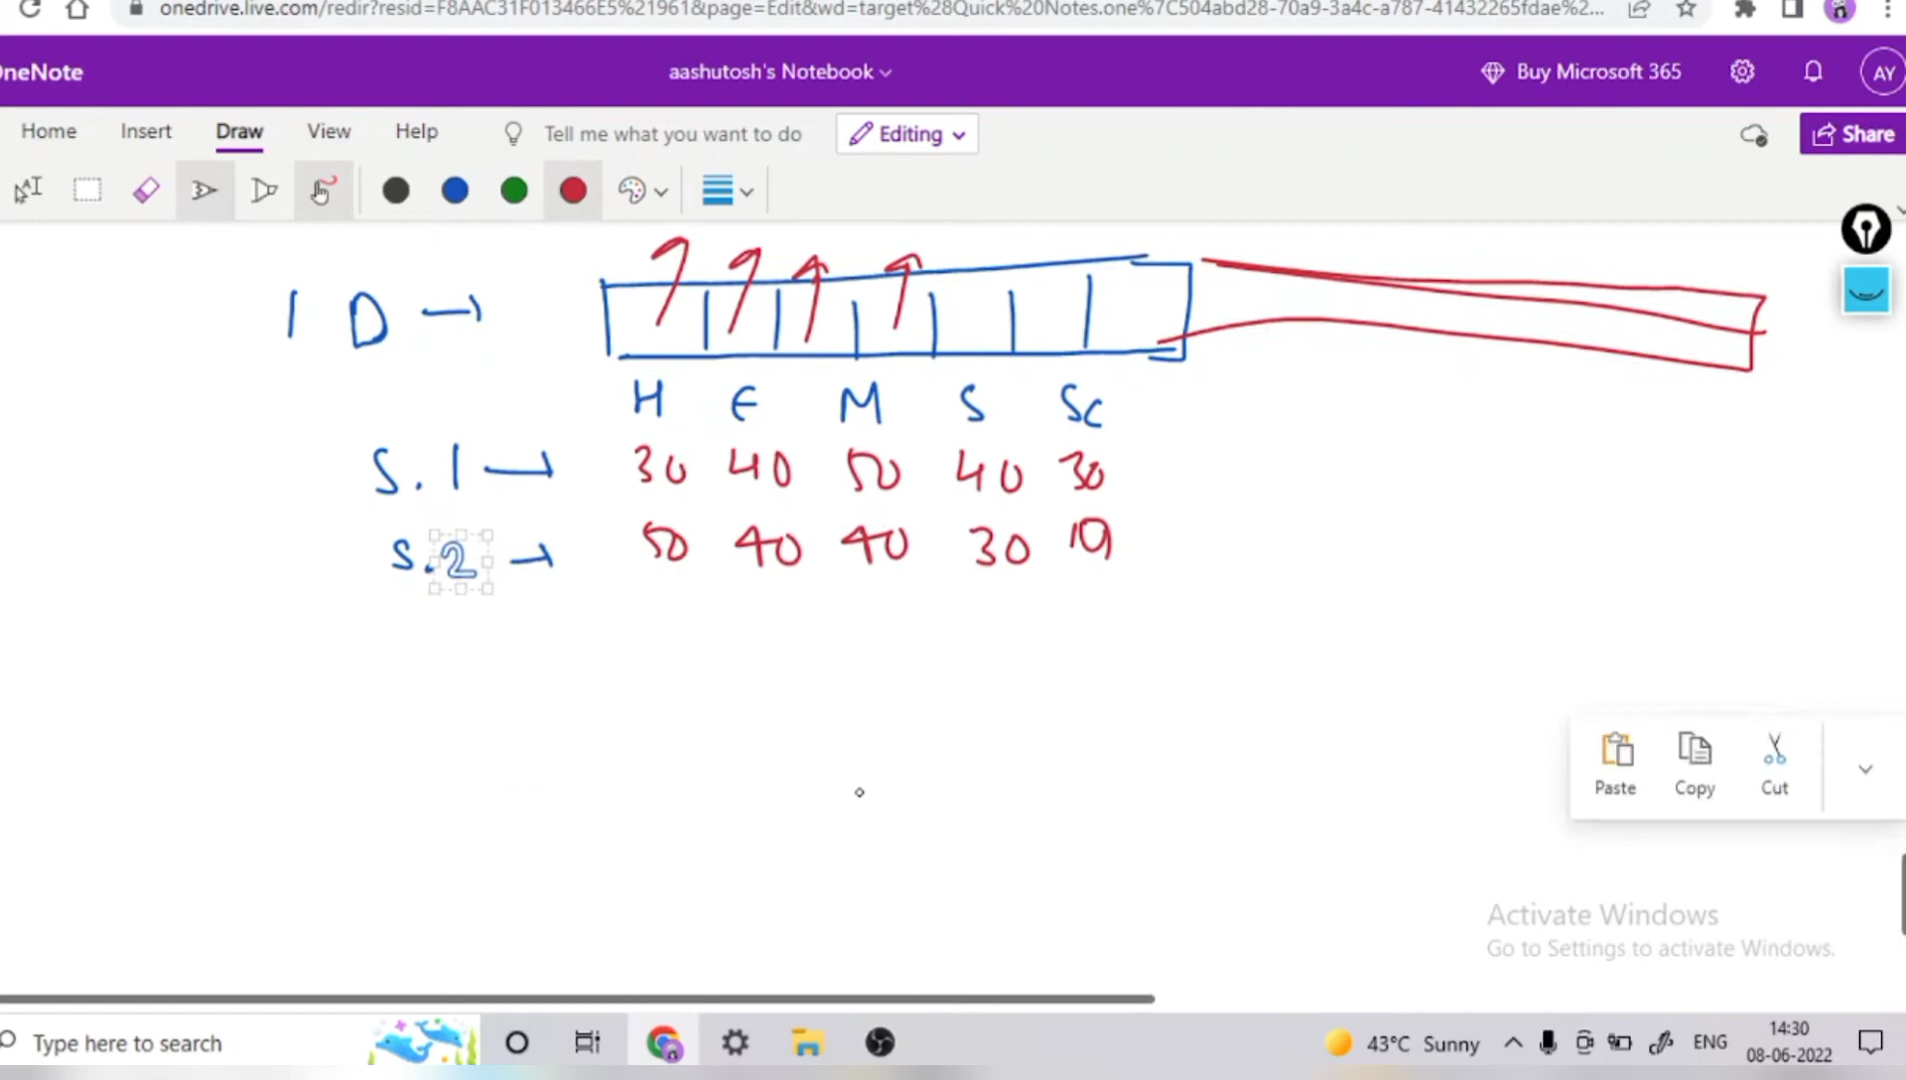 onedrive.live.com/redir?resid=F8AAC31F013466E5%21961&page=Edit&wd=target%28Quick%20Notes.one%7C504abd28-70a9-3a4c-a787-41432265fdae%2...
OneNote
aashutosh's Notebook
Buy Microsoft 365
AY
Home Insert Draw View Help Tell me what you want to do Editing Share
1 D →
H E M S Sc
S.1 → 30 40 50 40 30
S.2 → 50 40 40 30 10
Paste Copy Cut
Activate Windows
Go to Settings to activate Windows.
Type here to search
43°C Sunny
ENG
14:30
08-06-2022